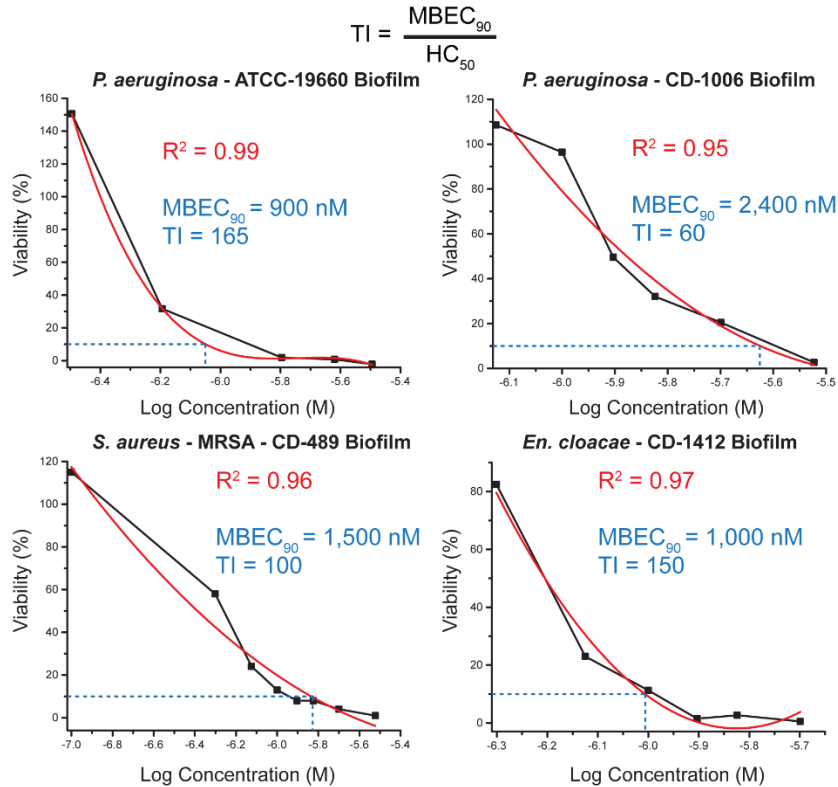 TI = MBEC₉₀
HC₅₀
P. aeruginosa - ATCC-19660 Biofilm
160
140
120
100
80
60
40
20
0
Viability (%)
R² = 0.99
MBEC₉₀ = 900 nM
TI = 165
-6.4 -6.2 -6.0 -5.8 -5.6 -5.4
Log Concentration (M)
P. aeruginosa - CD-1006 Biofilm
120
100
80
60
40
20
0
Viability (%)
R² = 0.95
MBEC₉₀ = 2,400 nM
TI = 60
-6.1 -6.0 -5.9 -5.8 -5.7 -5.6 -5.5
Log Concentration (M)
S. aureus - MRSA - CD-489 Biofilm
120
100
80
60
40
20
0
Viability (%)
R² = 0.96
MBEC₉₀ = 1,500 nM
TI = 100
-7.0 -6.8 -6.6 -6.4 -6.2 -6.0 -5.8 -5.6 -5.4
Log Concentration (M)
En. cloacae - CD-1412 Biofilm
80
60
40
20
0
Viability (%)
R² = 0.97
MBEC₉₀ = 1,000 nM
TI = 150
-6.3 -6.2 -6.1 -6.0 -5.9 -5.8 -5.7
Log Concentration (M)